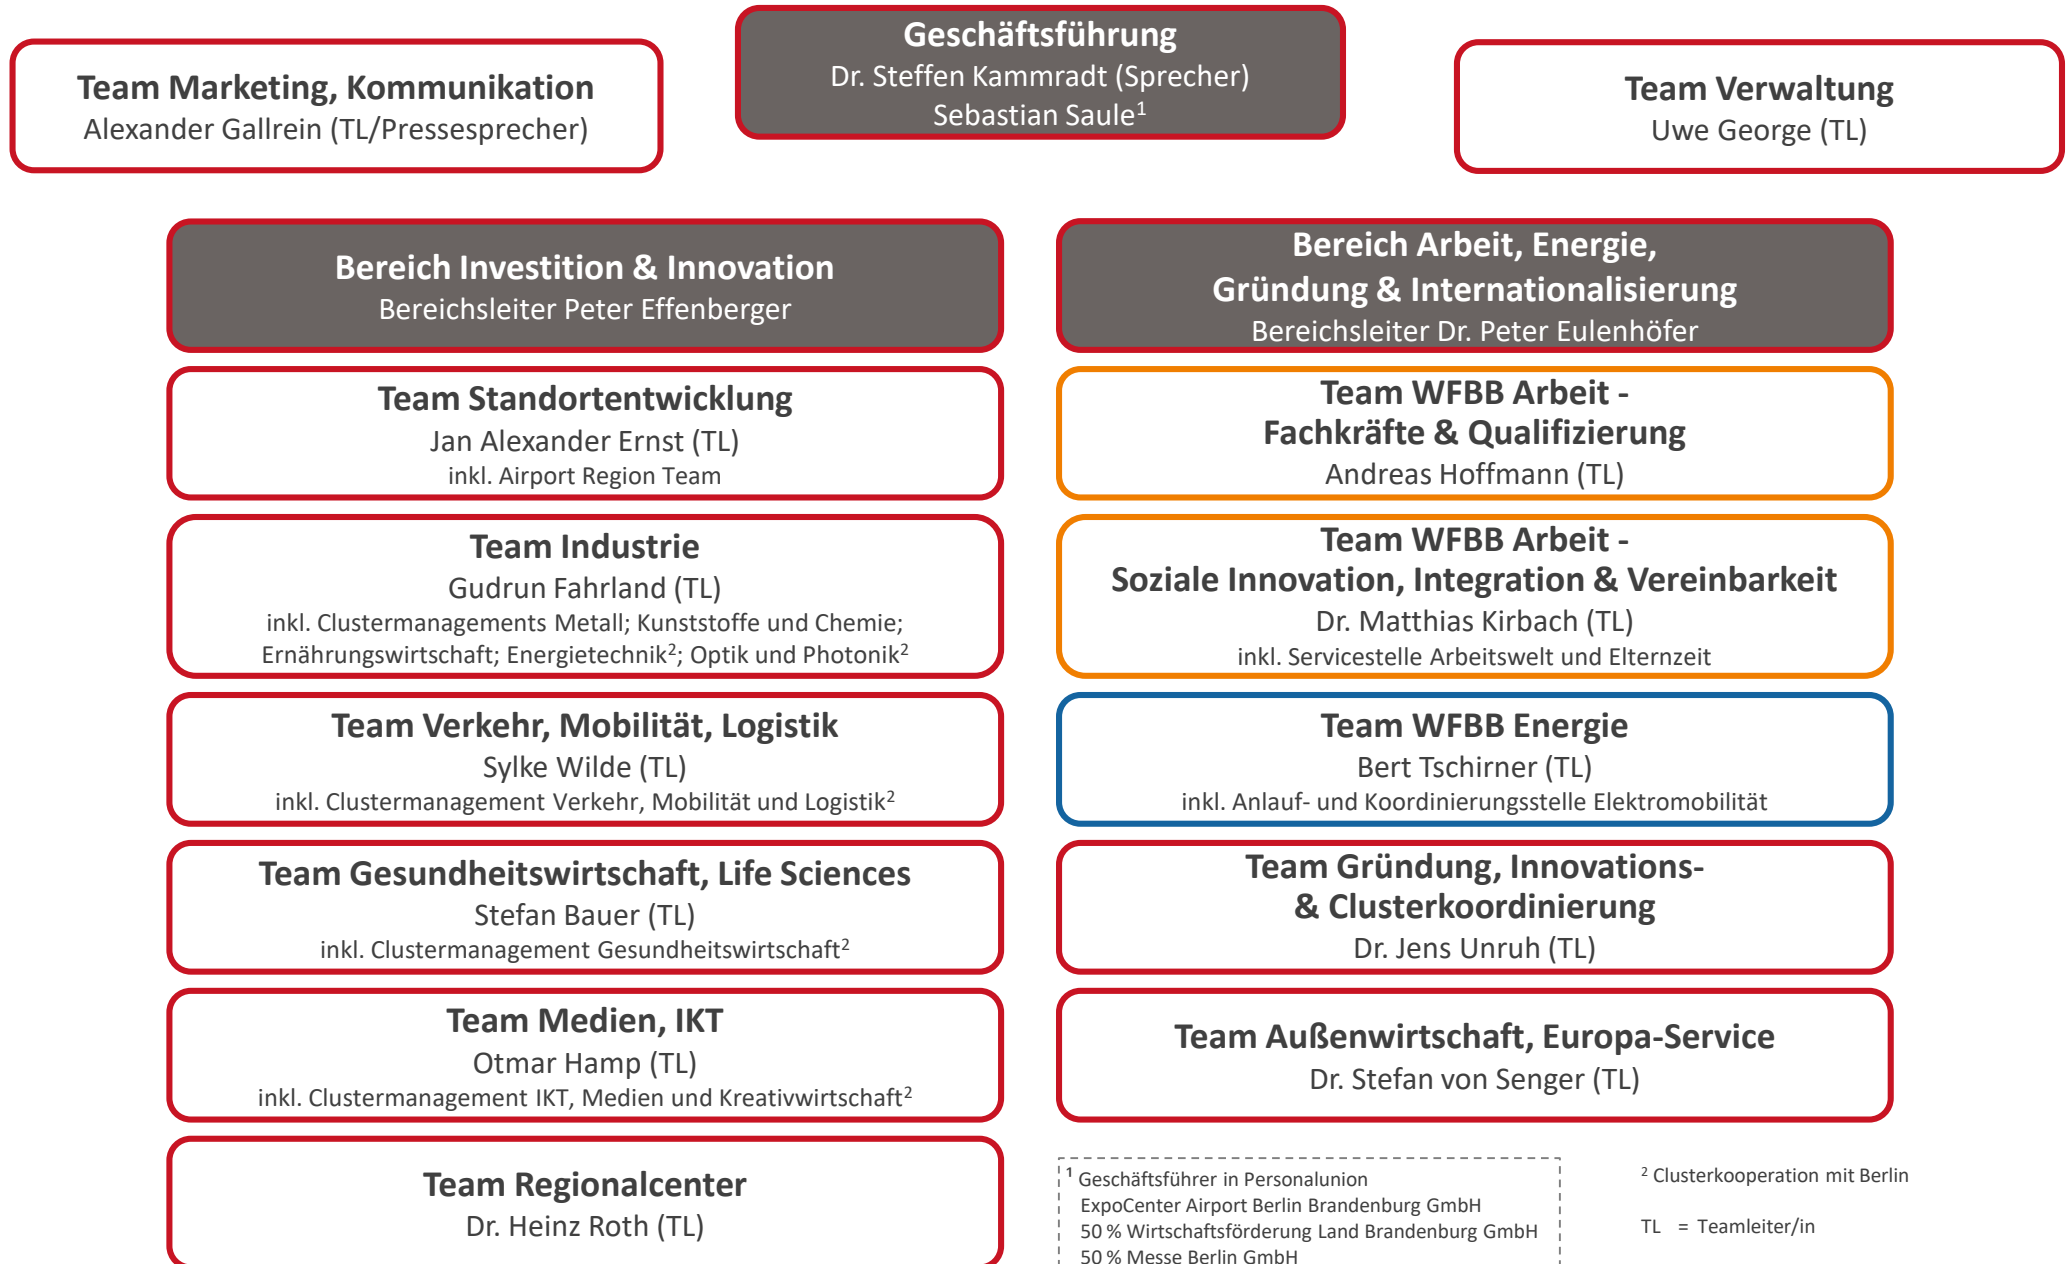 Geschäftsführung
Dr. Steffen Kammradt (Sprecher)
Sebastian Saule¹
Team Marketing, Kommunikation
Alexander Gallrein (TL/Pressesprecher)
Team Verwaltung
Uwe George (TL)
Bereich Investition & Innovation
Bereichsleiter Peter Effenberger
Team Standortentwicklung
Jan Alexander Ernst (TL)
inkl. Airport Region Team
Team Industrie
Gudrun Fahrland (TL)
inkl. Clustermanagements Metall; Kunststoffe und Chemie;
Ernährungswirtschaft; Energietechnik²; Optik und Photonik²
Team Verkehr, Mobilität, Logistik
Sylke Wilde (TL)
inkl. Clustermanagement Verkehr, Mobilität und Logistik²
Team Gesundheitswirtschaft, Life Sciences
Stefan Bauer (TL)
inkl. Clustermanagement Gesundheitswirtschaft²
Team Medien, IKT
Otmar Hamp (TL)
inkl. Clustermanagement IKT, Medien und Kreativwirtschaft²
Team Regionalcenter
Dr. Heinz Roth (TL)
Bereich Arbeit, Energie,
Gründung & Internationalisierung
Bereichsleiter Dr. Peter Eulenhöfer
Team WFBB Arbeit -
Fachkräfte & Qualifizierung
Andreas Hoffmann (TL)
Team WFBB Arbeit -
Soziale Innovation, Integration & Vereinbarkeit
Dr. Matthias Kirbach (TL)
inkl. Servicestelle Arbeitswelt und Elternzeit
Team WFBB Energie
Bert Tschirner (TL)
inkl. Anlauf- und Koordinierungsstelle Elektromobilität
Team Gründung, Innovations-
& Clusterkoordinierung
Dr. Jens Unruh (TL)
Team Außenwirtschaft, Europa-Service
Dr. Stefan von Senger (TL)
¹ Geschäftsführer in Personalunion
ExpoCenter Airport Berlin Brandenburg GmbH
50 % Wirtschaftsförderung Land Brandenburg GmbH
50 % Messe Berlin GmbH
² Clusterkooperation mit Berlin
TL = Teamleiter/in